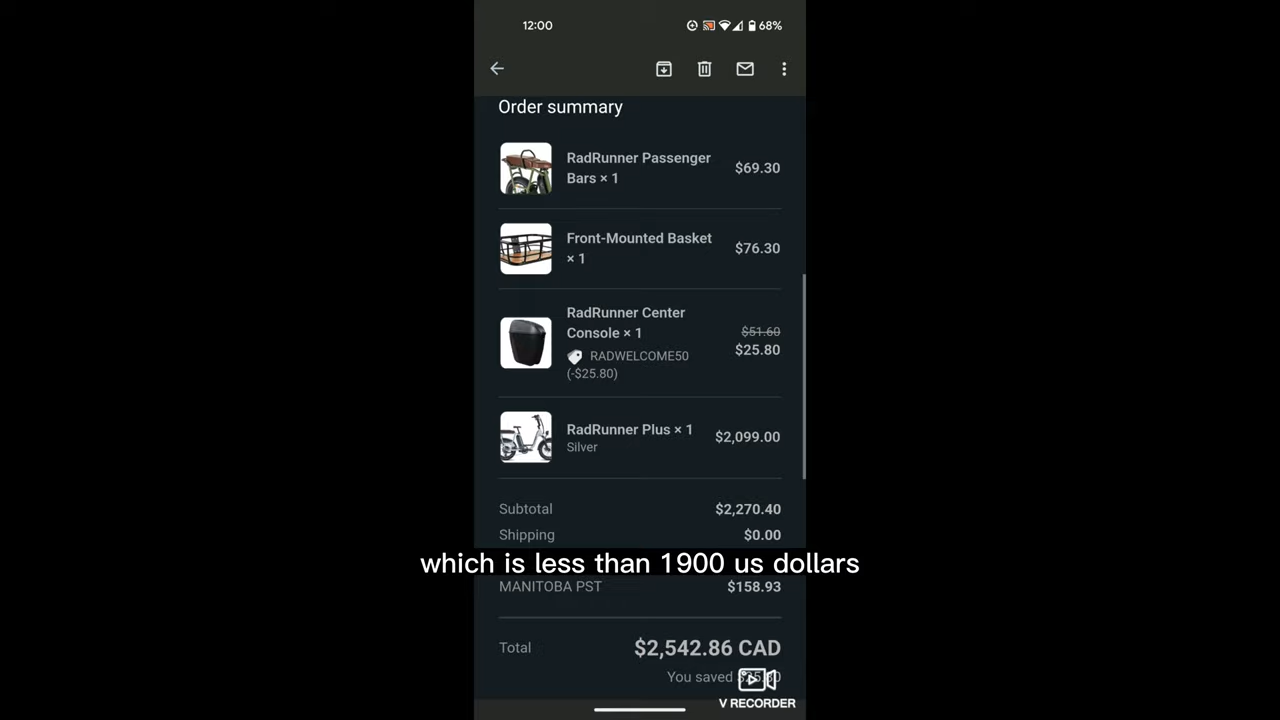 12:00
68%
Order summary
RadRunner Passenger
Bars × 1
$69.30
Front-Mounted Basket
× 1
$76.30
RadRunner Center
Console × 1
RADWELCOME50
(-$25.80)
$51.60
$25.80
RadRunner Plus × 1
Silver
$2,099.00
Subtotal
$2,270.40
Shipping
$0.00
which is less than 1900 us dollars
MANITOBA PST
$158.93
Total
$2,542.86 CAD
You saved
V RECORDER